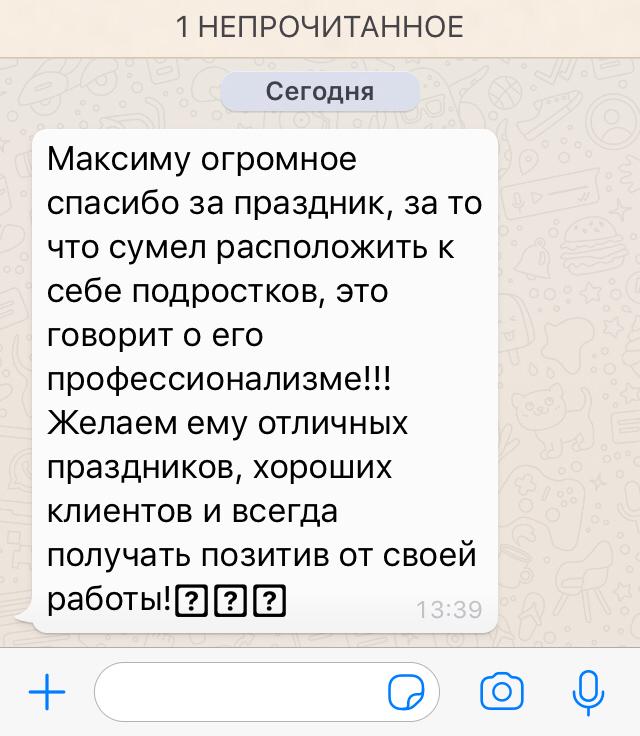 1 НЕПРОЧИТАННОЕ
Сегодня
Максиму огромное
спасибо за праздник, за то
что сумел расположить к
себе подростков, это
говорит о его
профессионализме!!!
Желаем ему отличных
праздников, хороших
клиентов и всегда
получать позитив от своей
работы!⍰⍰⍰
13:39